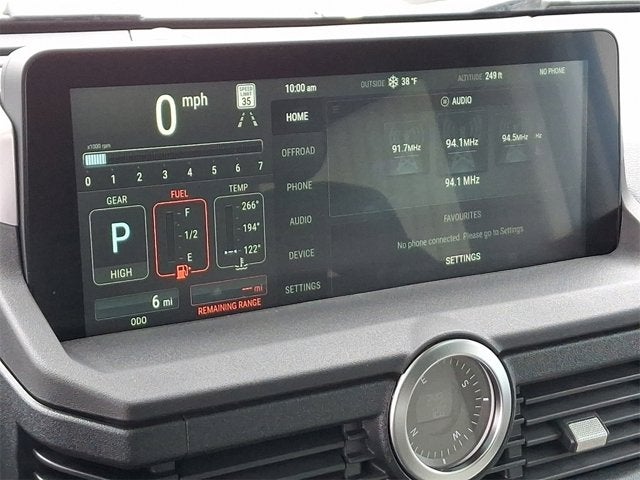 10:00 am
OUTSIDE 38 °F
ALTITUDE 249 ft
NO PHONE
0 mph
SPEED LIMIT 35
x1000 rpm
0 1 2 3 4 5 6 7
GEAR
P
HIGH
FUEL
F
1/2
E
TEMP
266°
194°
122°
6 mi
ODO
--- mi
REMAINING RANGE
HOME
OFFROAD
PHONE
AUDIO
DEVICE
SETTINGS
AUDIO
91.7MHz
94.1MHz
94.5MHz
Hz
94.1 MHz
FAVOURITES
No phone connected. Please go to Settings
SETTINGS
E
S
N
W